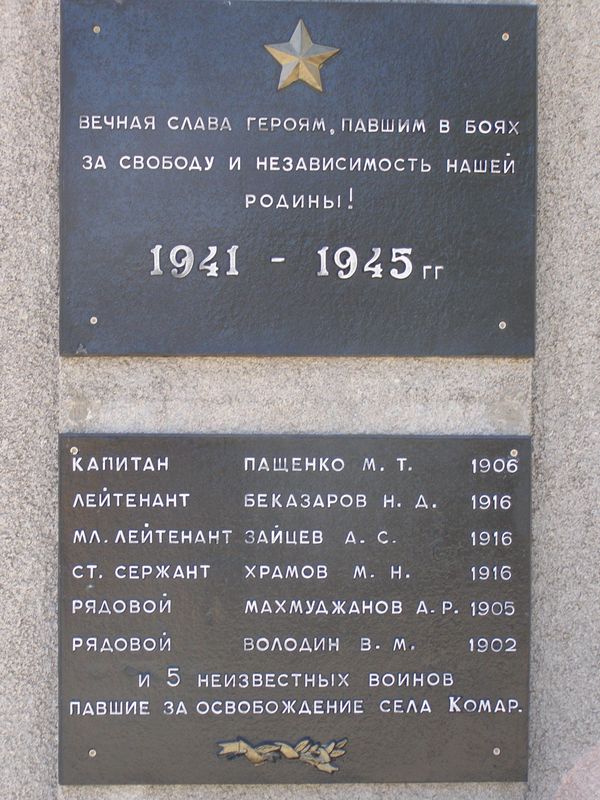 ВЕЧНАЯ СЛАВА ГЕРОЯМ, ПАВШИМ В БОЯХ
ЗА СВОБОДУ И НЕЗАВИСИМОСТЬ НАШЕЙ
РОДИНЫ!
1941 - 1945 гг
КАПИТАН ПАЩЕНКО М. Т. 1906
ЛЕЙТЕНАНТ БЕКАЗАРОВ Н. Д. 1916
МЛ. ЛЕЙТЕНАНТ ЗАЙЦЕВ А. С. 1916
СТ. СЕРЖАНТ ХРАМОВ М. Н. 1916
РЯДОВОЙ МАХМУДЖАНОВ А. Р. 1905
РЯДОВОЙ ВОЛОДИН В. М. 1902
И 5 НЕИЗВЕСТНЫХ ВОИНОВ
ПАВШИЕ ЗА ОСВОБОЖДЕНИЕ СЕЛА КОМАР.